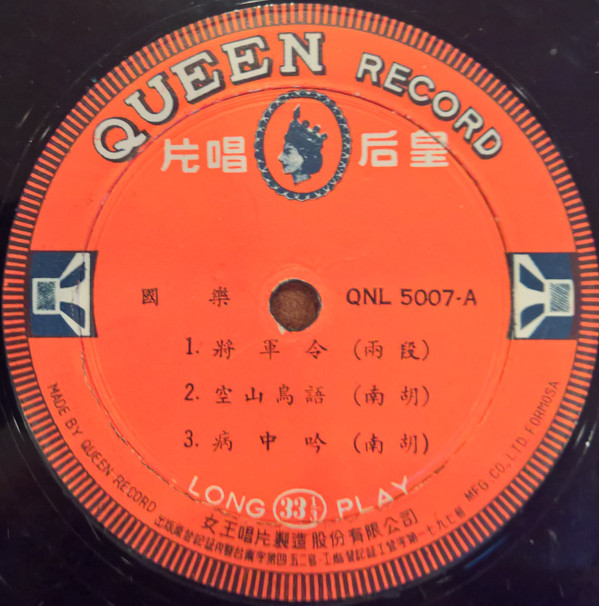 QUEEN RECORD
皇后唱片
國樂 QNL 5007-A
1. 將軍令 (兩段)
2. 空山鳥語 (南胡)
3. 病中吟 (南胡)
LONG 33⅓ PLAY
女王唱片製造股份有限公司
MADE BY QUEEN RECORD MFG. CO., LTD. FORMOSA